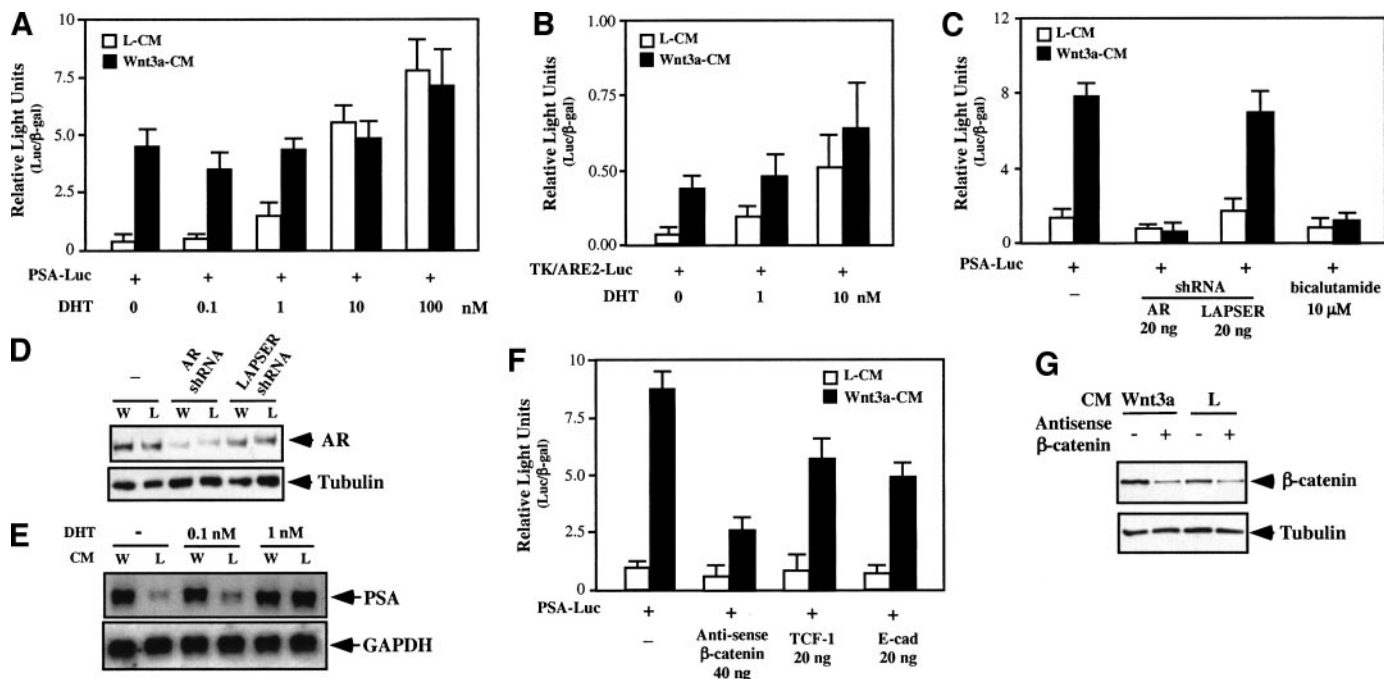 A
Relative Light Units
(Luc/β-gal)
10
7.5
5.0
2.5
0
L-CM
Wnt3a-CM
PSA-Luc + + + + +
DHT 0 0.1 1 10 100 nM
B
Relative Light Units
(Luc/β-gal)
1.00
0.75
0.50
0.25
0.00
L-CM
Wnt3a-CM
TK/ARE2-Luc + + +
DHT 0 1 10 nM
C
Relative Light Units
(Luc/β-gal)
12
8
4
0
L-CM
Wnt3a-CM
PSA-Luc + + + +
– shRNA bicalutamide
AR LAPSER 10 µM
20 ng 20 ng
D
– AR shRNA LAPSER shRNA
W L W L W L
AR
Tubulin
E
DHT - 0.1 nM 1 nM
CM W L W L W L
PSA
GAPDH
F
Relative Light Units
(Luc/β-gal)
10
7.5
5.0
2.5
0
L-CM
Wnt3a-CM
PSA-Luc + + + +
– Anti-sense TCF-1 E-cad
β-catenin 20 ng 20 ng
40 ng
G
CM Wnt3a L
Antisense
β-catenin - + - +
β-catenin
Tubulin